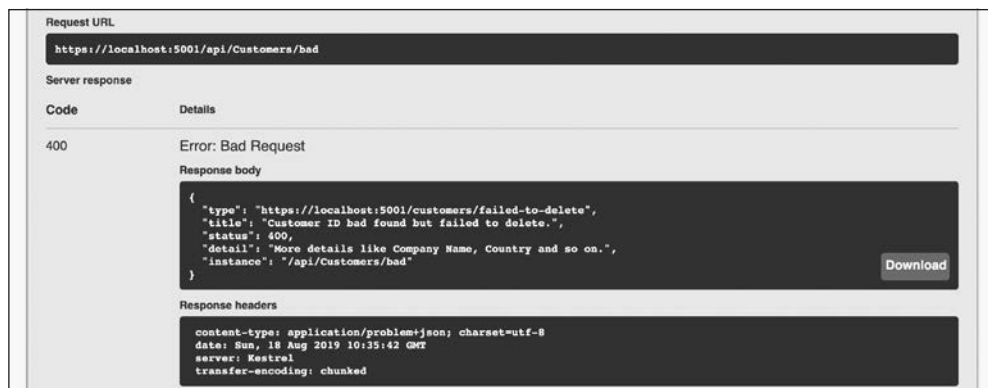 Request URL
https://localhost:5001/api/Customers/bad
Server response
Code Details
400 Error: Bad Request
Response body
{
"type": "https://localhost:5001/customers/failed-to-delete",
"title": "Customer ID bad found but failed to delete.",
"status": 400,
"detail": "More details like Company Name, Country and so on.",
"instance": "/api/Customers/bad"
}
Download
Response headers
content-type: application/problem+json; charset=utf-8
date: Sun, 18 Aug 2019 10:35:42 GMT
server: Kestrel
transfer-encoding: chunked